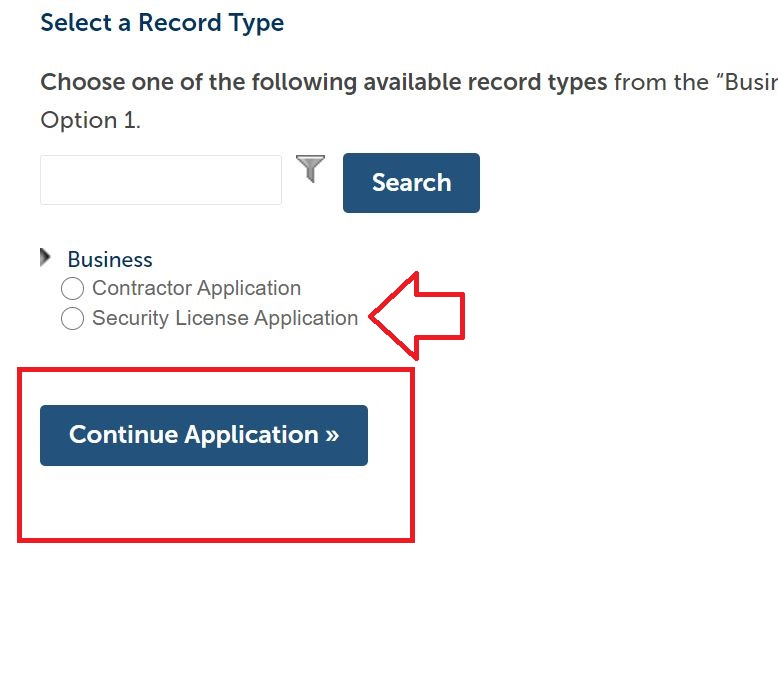 Select a Record Type
Choose one of the following available record types from the “Busi
Option 1.
Search
Business
Contractor Application
Security License Application
Continue Application »